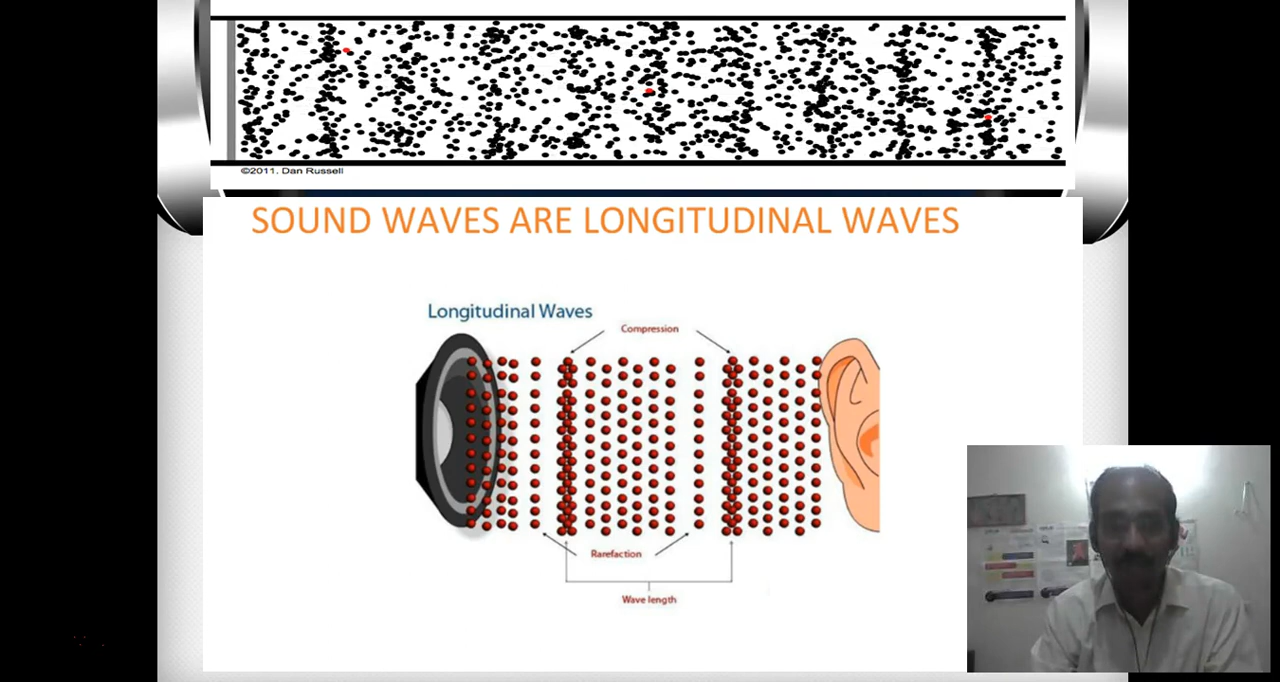 ©2011. Dan Russell
SOUND WAVES ARE LONGITUDINAL WAVES
Longitudinal Waves
Compression
Rarefaction
Wave length